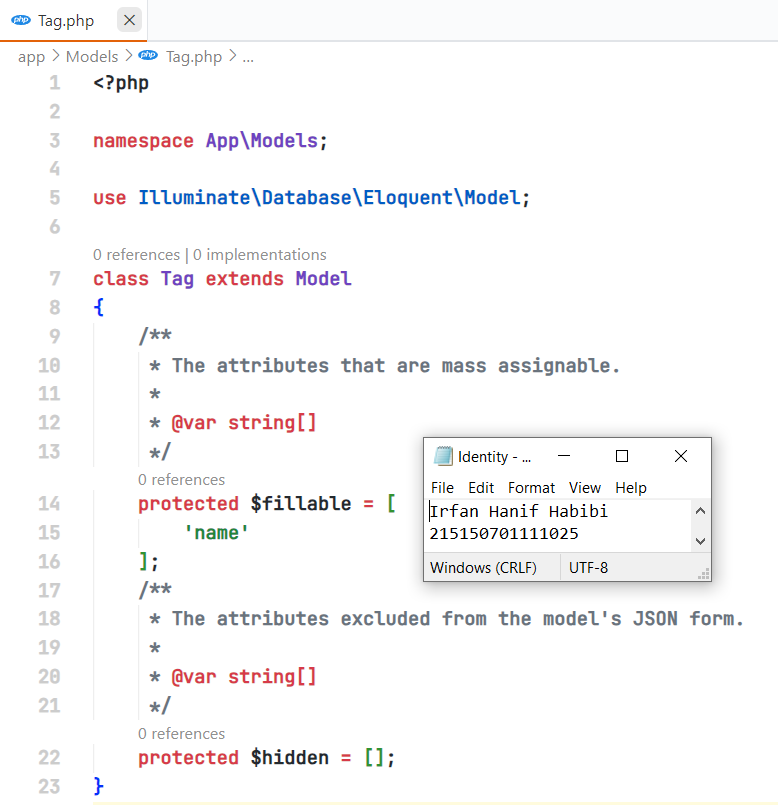 php Tag.php
app > Models > php Tag.php > ...
1 <?php
2
3 namespace App\Models;
4
5 use Illuminate\Database\Eloquent\Model;
6
0 references | 0 implementations
7 class Tag extends Model
8 {
9 /**
10 * The attributes that are mass assignable.
11 *
12 * @var string[]
13 */
0 references
14 protected $fillable = [
15 'name'
16 ];
17 /**
18 * The attributes excluded from the model's JSON form.
19 *
20 * @var string[]
21 */
0 references
22 protected $hidden = [];
23 }
Identity - ...
File Edit Format View Help
Irfan Hanif Habibi
215150701111025
Windows (CRLF) UTF-8